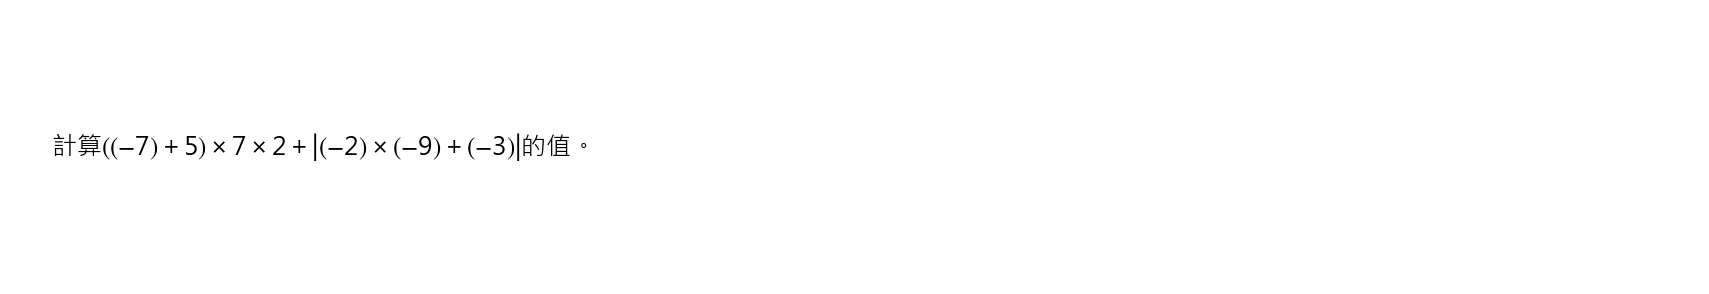 計算((−7) + 5) × 7 × 2 + |(−2) × (−9) + (−3)|的值。